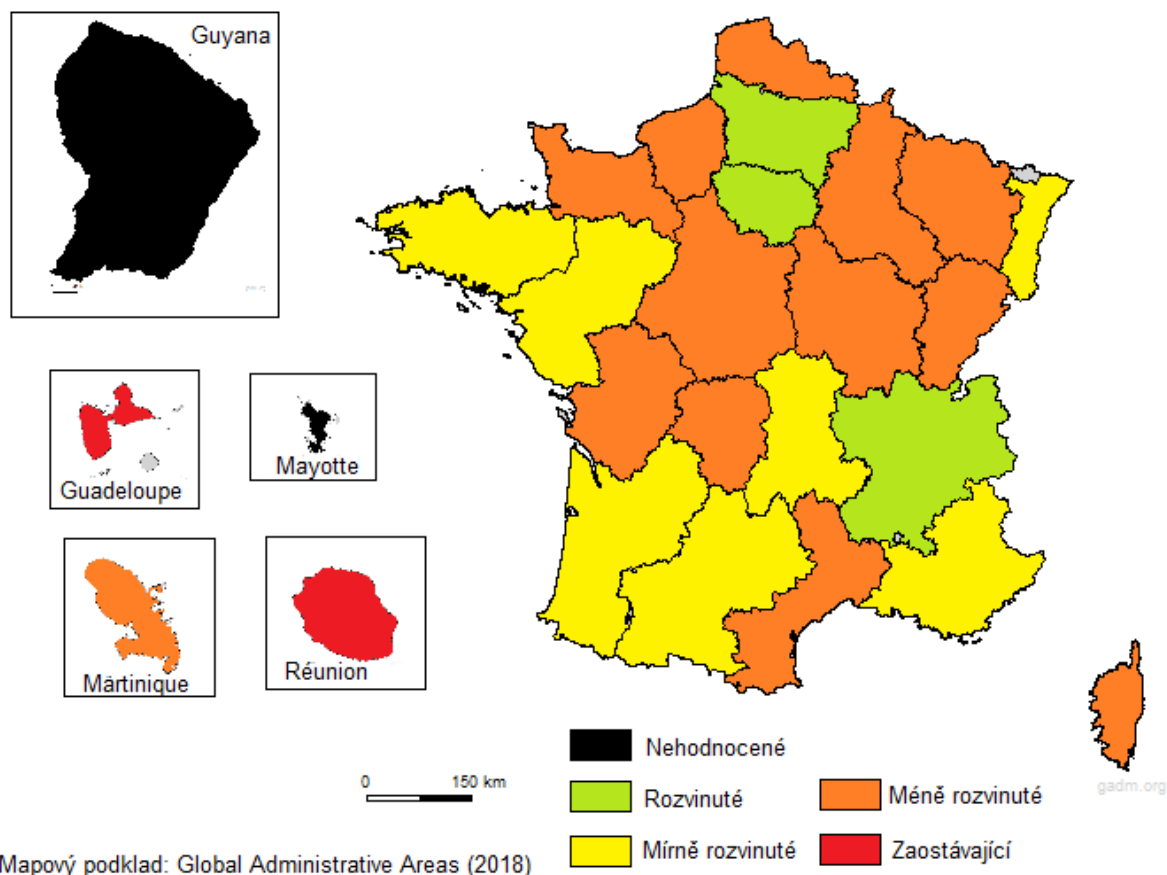 Guyana
Guadeloupe
Mayotte
Martinique
Réunion
0 150 km
Nehodnocené
Rozvinuté
Méně rozvinuté
Mírně rozvinuté
Zaostávající
gadm.org
Mapový podklad: Global Administrative Areas (2018)